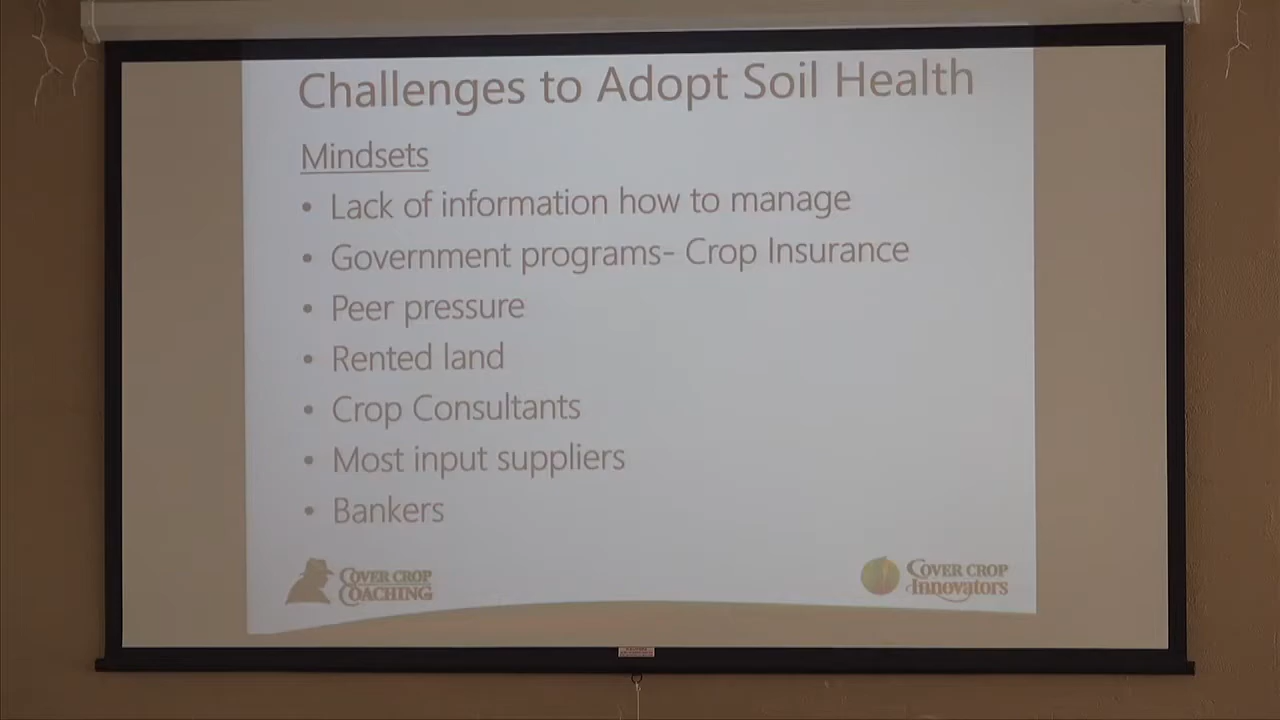 Challenges to Adopt Soil Health
Mindsets
• Lack of information how to manage
• Government programs- Crop Insurance
• Peer pressure
• Rented land
• Crop Consultants
• Most input suppliers
• Bankers
COVER CROP
COACHING
COVER CROP
Innovators